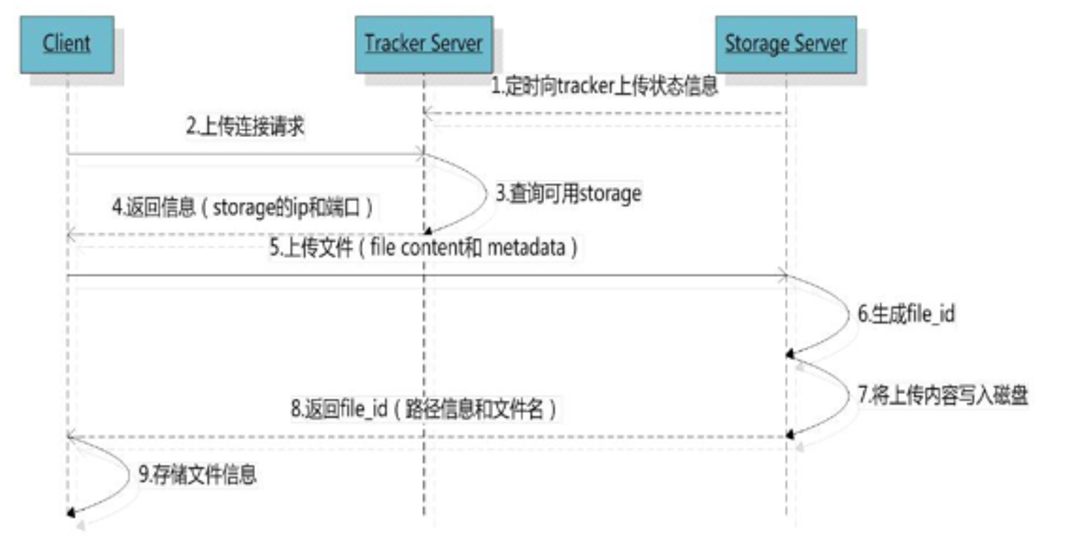 Client
Tracker Server
Storage Server
1.定时向tracker上传状态信息
2.上传连接请求
3.查询可用storage
4.返回信息（storage的ip和端口）
5.上传文件（file content和 metadata）
6.生成file_id
7.将上传内容写入磁盘
8.返回file_id（路径信息和文件名）
9.存储文件信息